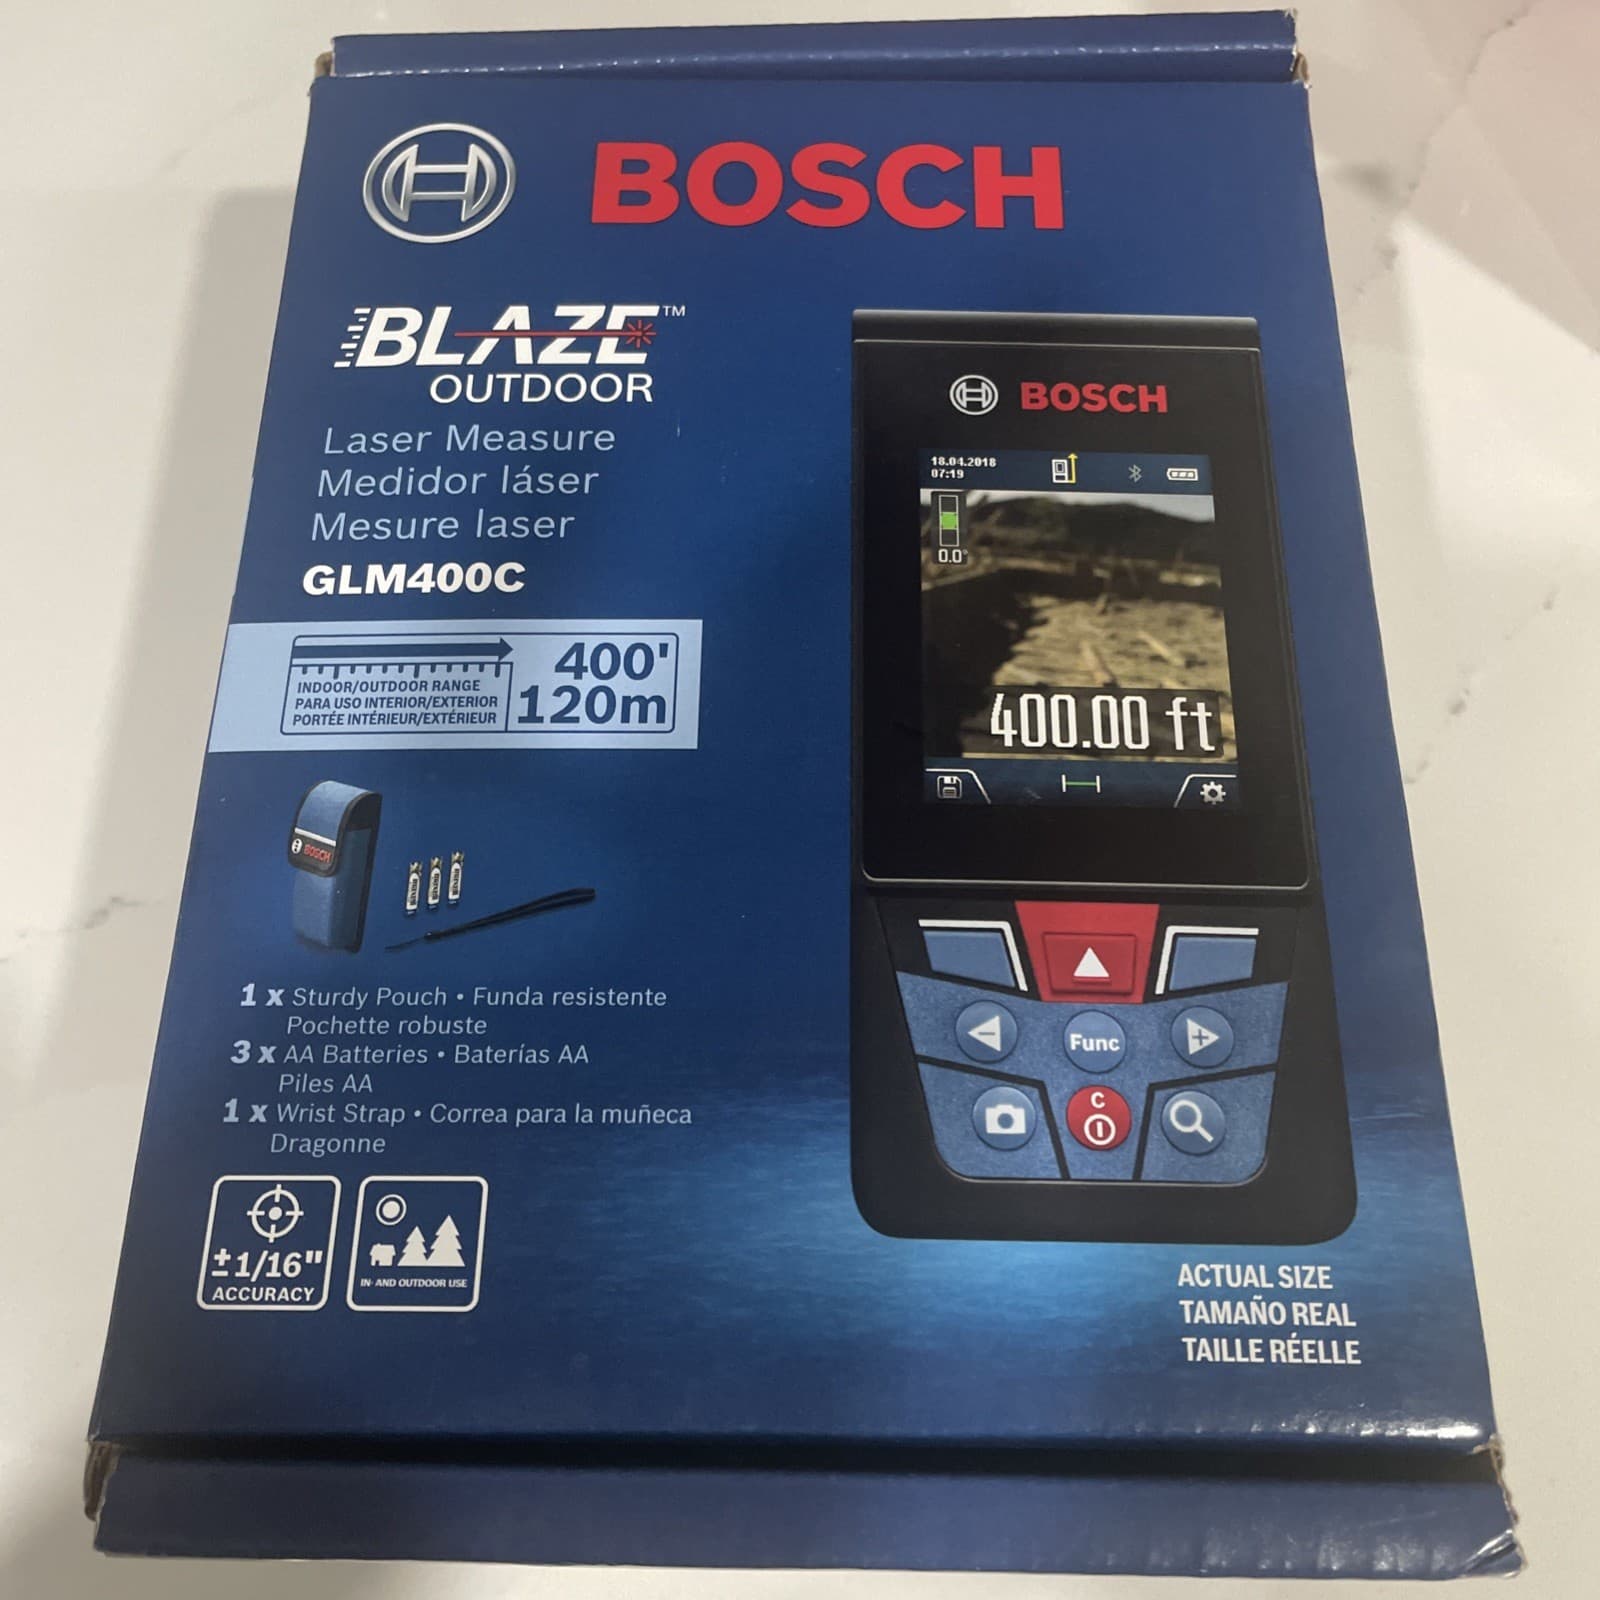 BOSCH
BLAZE™
OUTDOOR
Laser Measure
Medidor láser
Mesure laser
GLM400C
INDOOR/OUTDOOR RANGE
PARA USO INTERIOR/EXTERIOR
PORTÉE INTÉRIEUR/EXTÉRIEUR
400'
120m
BOSCH
1 x Sturdy Pouch • Funda resistente
Pochette robuste
3 x AA Batteries • Baterías AA
Piles AA
1 x Wrist Strap • Correa para la muñeca
Dragonne
±1/16"
ACCURACY
IN- AND OUTDOOR USE
BOSCH
18.04.2018
07:19
0.0°
400.00 ft
Func
C
ACTUAL SIZE
TAMAÑO REAL
TAILLE RÉELLE